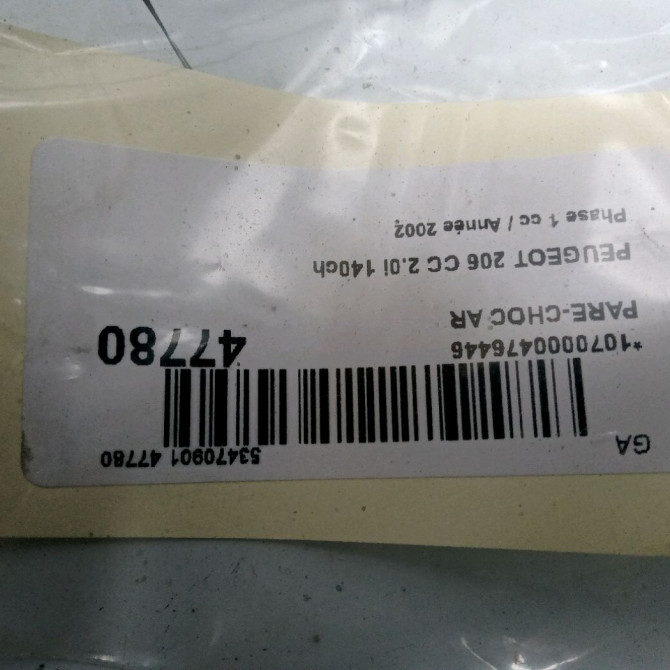 GA
53470901 47780
*1070000476446
47780
PARE-CHOC AR
PEUGEOT 206 CC 2.0i 140ch
Phase 1 cc / Année 2002